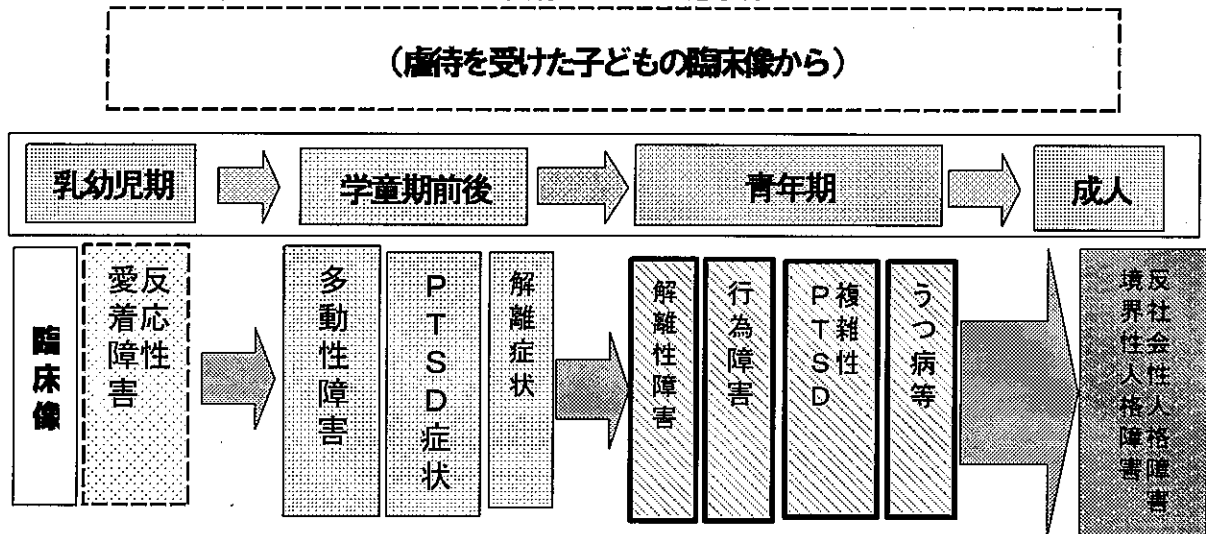 (虐待を受けた子どもの臨床像から)
乳幼児期
学童期前後
青年期
成人
臨床像
反応性
愛着障害
多動性障害
PTSD症状
解離症状
解離性障害
行為障害
複雑性
PTSD
うつ病等
反社会性人格障害
境界性人格障害